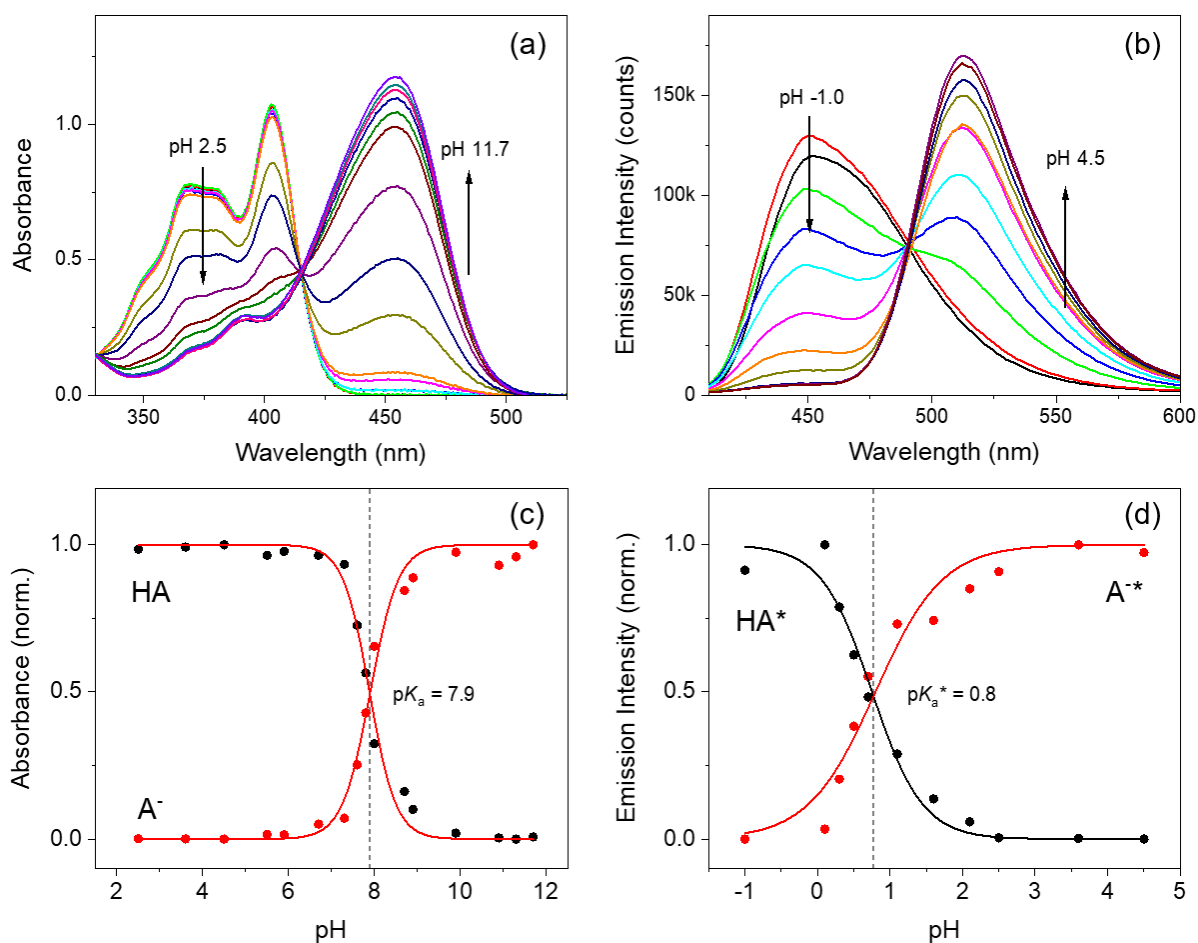 (a)
pH 2.5
pH 11.7
Absorbance
0.0
0.5
1.0
350 400 450 500
Wavelength (nm)
(b)
pH -1.0
pH 4.5
Emission Intensity (counts)
0
50k
100k
150k
450 500 550 600
Wavelength (nm)
(c)
HA
A-
pKa = 7.9
Absorbance (norm.)
0.0
0.5
1.0
2 4 6 8 10 12
pH
(d)
HA*
A-*
pKa* = 0.8
Emission Intensity (norm.)
0.0
0.5
1.0
-1 0 1 2 3 4 5
pH